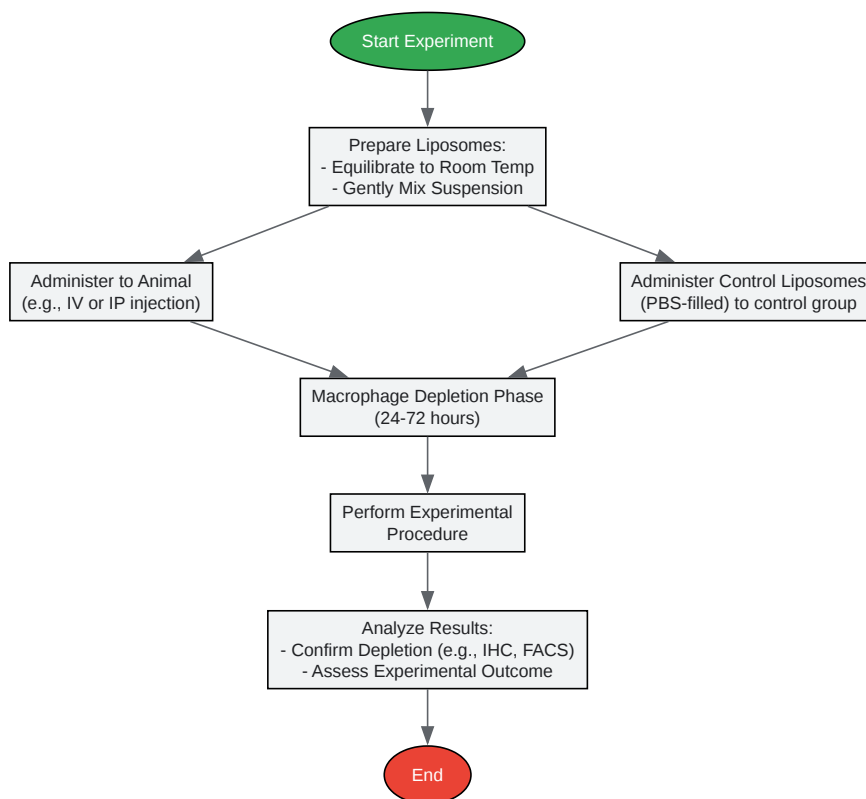 Start Experiment
Prepare Liposomes:
- Equilibrate to Room Temp
- Gently Mix Suspension
Administer to Animal
(e.g., IV or IP injection)
Administer Control Liposomes
(PBS-filled) to control group
Macrophage Depletion Phase
(24-72 hours)
Perform Experimental
Procedure
Analyze Results:
- Confirm Depletion (e.g., IHC, FACS)
- Assess Experimental Outcome
End